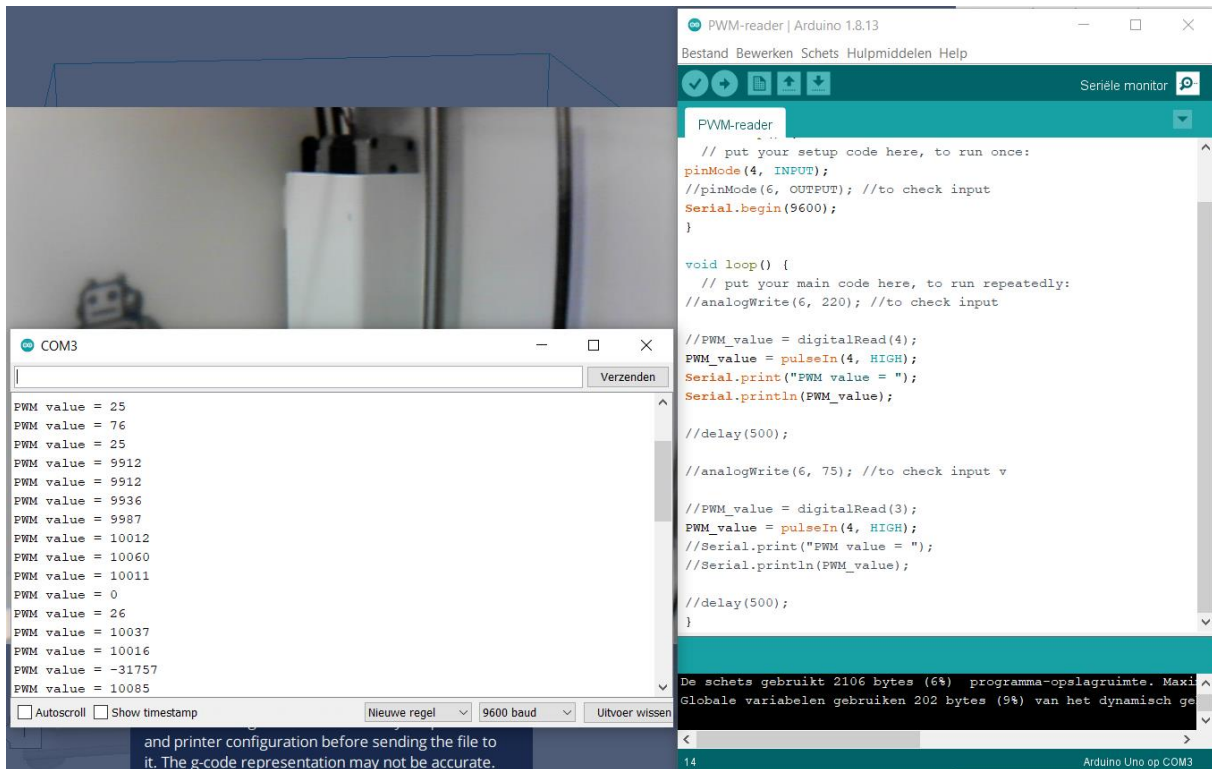 PWM-reader | Arduino 1.8.13
Bestand Bewerken Schets Hulpmiddelen Help
Seriële monitor
PWM-reader
// put your setup code here, to run once:
pinMode(4, INPUT);
//pinMode(6, OUTPUT); //to check input
Serial.begin(9600);
}
void loop() {
// put your main code here, to run repeatedly:
//analogWrite(6, 220); //to check input
//PWM_value = digitalRead(4);
PWM_value = pulseIn(4, HIGH);
Serial.print("PWM value = ");
Serial.println(PWM_value);
//delay(500);
//analogWrite(6, 75); //to check input v
//PWM_value = digitalRead(3);
PWM_value = pulseIn(4, HIGH);
//Serial.print("PWM value = ");
//Serial.println(PWM_value);
//delay(500);
}
De schets gebruikt 2106 bytes (6%) programma-opslagruimte. Maxi
Globale variabelen gebruiken 202 bytes (9%) van het dynamisch ge
14 Arduino Uno op COM3
COM3
Verzenden
PWM value = 25
PWM value = 76
PWM value = 25
PWM value = 9912
PWM value = 9912
PWM value = 9936
PWM value = 9987
PWM value = 10012
PWM value = 10060
PWM value = 10011
PWM value = 0
PWM value = 26
PWM value = 10037
PWM value = 10016
PWM value = -31757
PWM value = 10085
Autoscroll Show timestamp Nieuwe regel 9600 baud Uitvoer wissen
and printer configuration before sending the file to
it. The g-code representation may not be accurate.